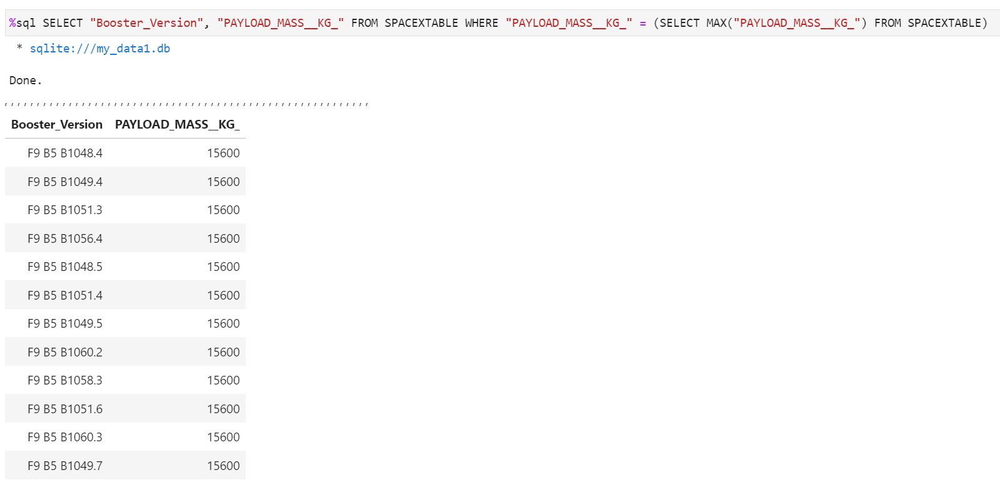 %sql SELECT "Booster_Version", "PAYLOAD_MASS__KG_" FROM SPACEXTABLE WHERE "PAYLOAD_MASS__KG_" = (SELECT MAX("PAYLOAD_MASS__KG_") FROM SPACEXTABLE)
* sqlite:///my_data1.db
Done.
,,,,,,,,,,,,,,,,,,,,,,,,,,,,,,,,,,,,,,,,,,,,,,,,,,,,,,,,,
Booster_Version PAYLOAD_MASS__KG_
F9 B5 B1048.4 15600
F9 B5 B1049.4 15600
F9 B5 B1051.3 15600
F9 B5 B1056.4 15600
F9 B5 B1048.5 15600
F9 B5 B1051.4 15600
F9 B5 B1049.5 15600
F9 B5 B1060.2 15600
F9 B5 B1058.3 15600
F9 B5 B1051.6 15600
F9 B5 B1060.3 15600
F9 B5 B1049.7 15600